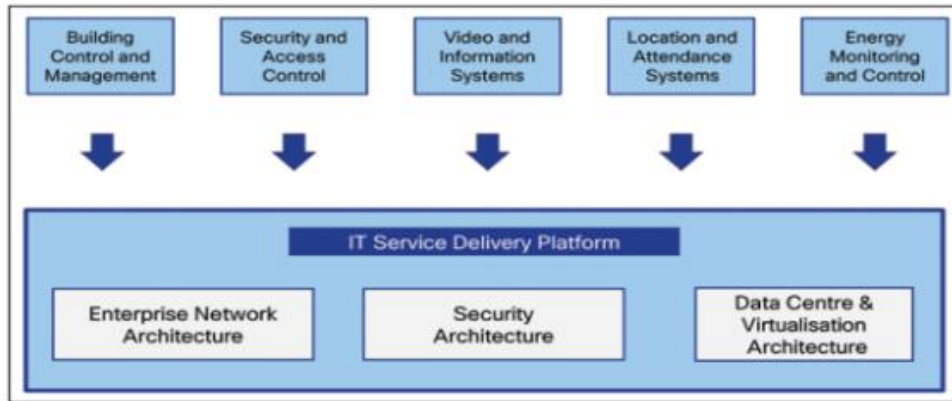 Building
Control and
Management
Security and
Access
Control
Video and
Information
Systems
Location and
Attendance
Systems
Energy
Monitoring
and Control
IT Service Delivery Platform
Enterprise Network
Architecture
Security
Architecture
Data Centre &
Virtualisation
Architecture